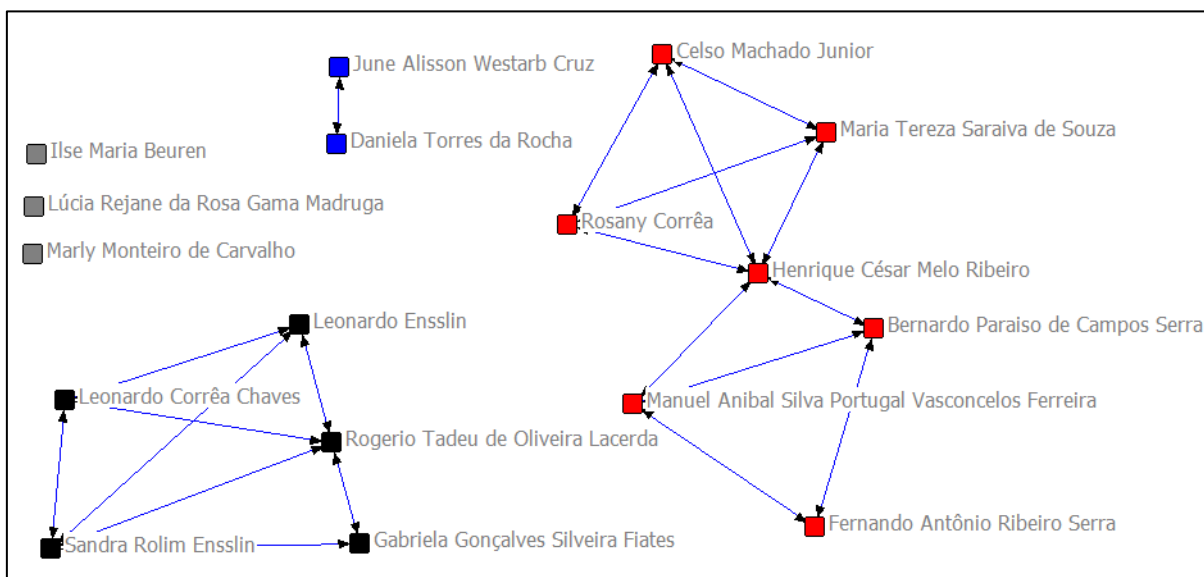 Celso Machado Junior
June Alisson Westarb Cruz
Maria Tereza Saraiva de Souza
Daniela Torres da Rocha
Ilse Maria Beuren
Lúcia Rejane da Rosa Gama Madruga
Rosany Corrêa
Marly Monteiro de Carvalho
Henrique César Melo Ribeiro
Leonardo Ensslin
Bernardo Paraiso de Campos Serra
Leonardo Corrêa Chaves
Manuel Anibal Silva Portugal Vasconcelos Ferreira
Rogerio Tadeu de Oliveira Lacerda
Fernando Antônio Ribeiro Serra
Sandra Rolim Ensslin
Gabriela Gonçalves Silveira Fiates